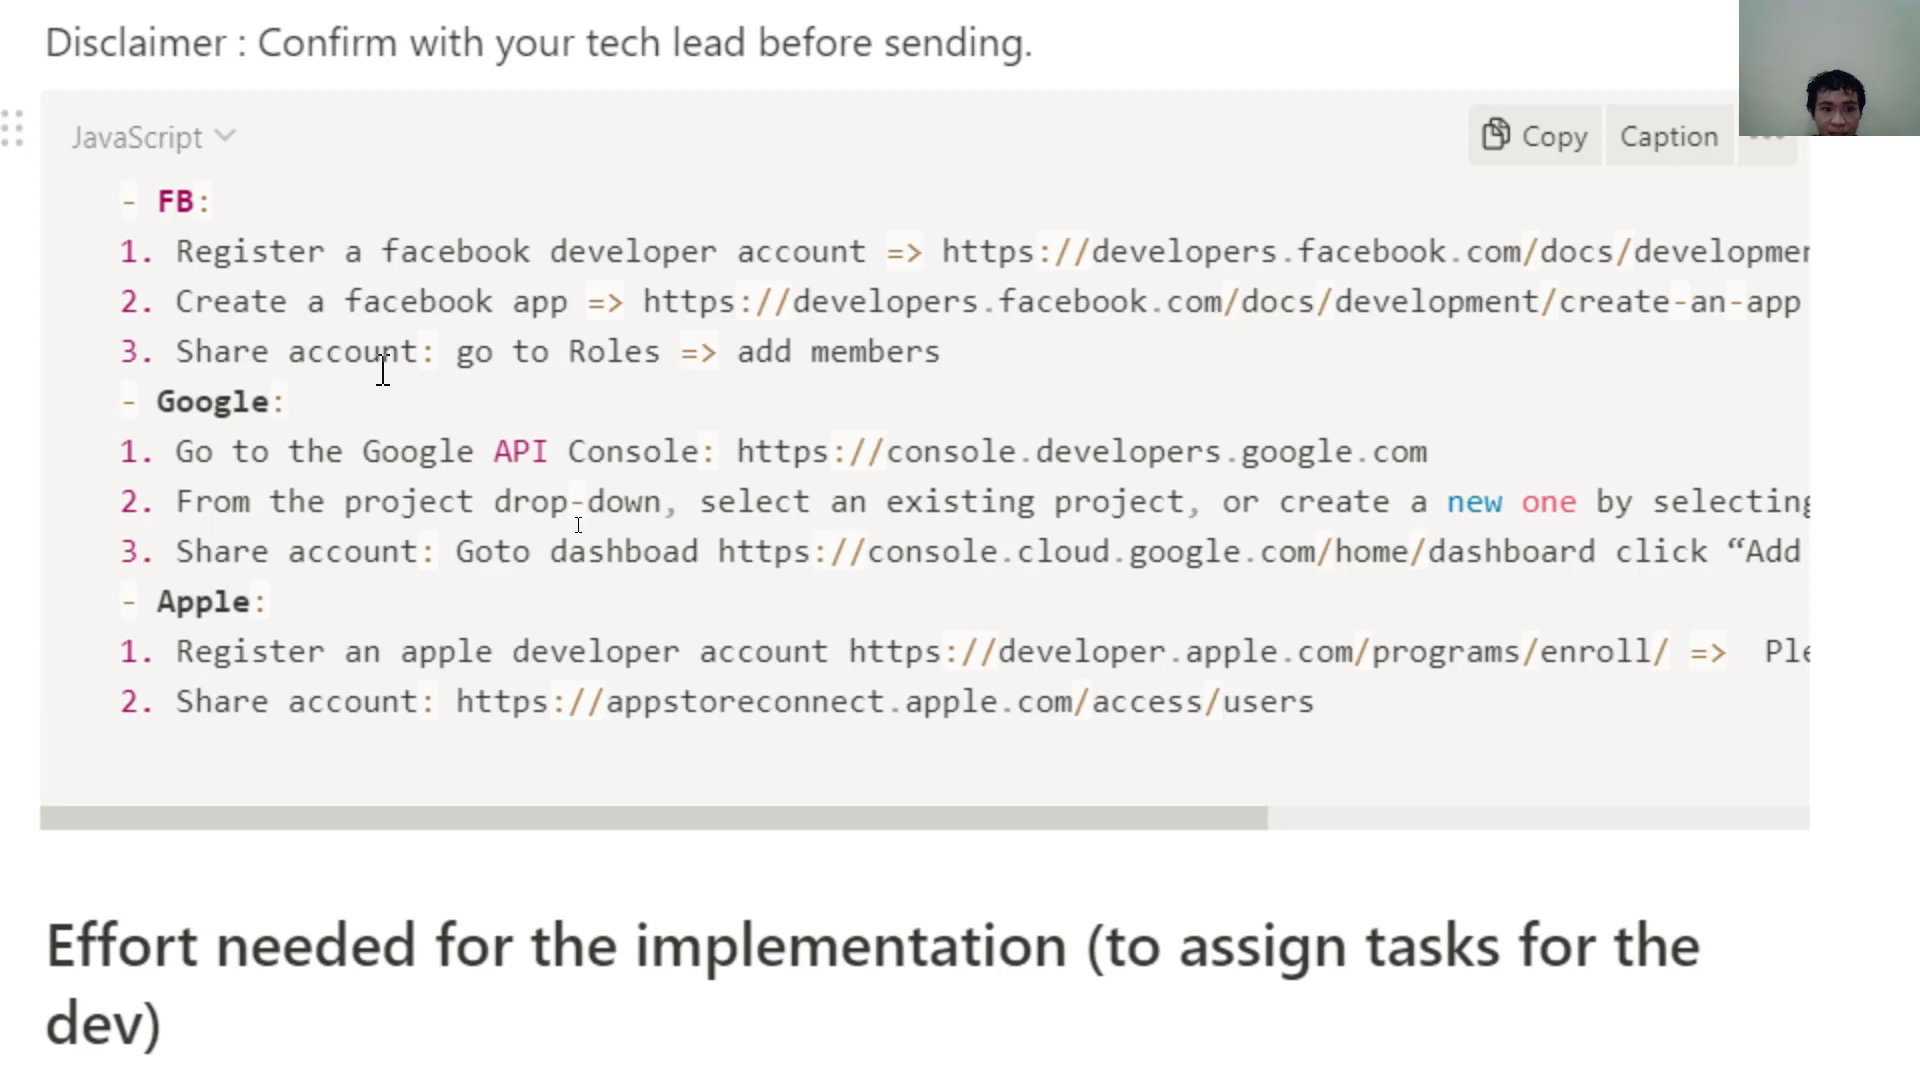 Disclaimer : Confirm with your tech lead before sending.
JavaScript
Copy
Caption
- FB:
1. Register a facebook developer account => https://developers.facebook.com/docs/developmen
2. Create a facebook app => https://developers.facebook.com/docs/development/create-an-app
3. Share account: go to Roles => add members
- Google:
1. Go to the Google API Console: https://console.developers.google.com
2. From the project drop-down, select an existing project, or create a new one by selecting
3. Share account: Goto dashboad https://console.cloud.google.com/home/dashboard click “Add
- Apple:
1. Register an apple developer account https://developer.apple.com/programs/enroll/ => Ple
2. Share account: https://appstoreconnect.apple.com/access/users
Effort needed for the implementation (to assign tasks for the
dev)